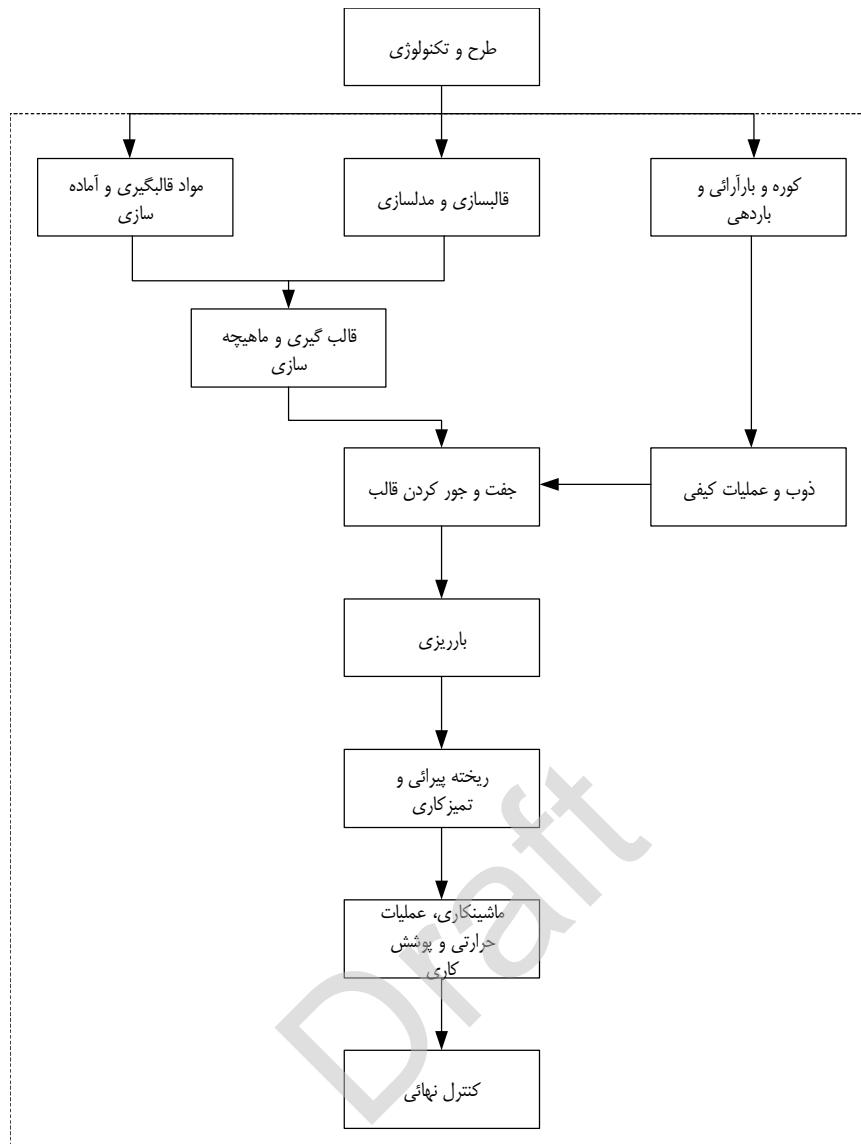 طرح و تکنولوژی
کوره و بارآرائی و
باردهی
قالبسازی و مدلسازی
مواد قالبگیری و آماده
سازی
قالب گیری و ماهیچه
سازی
ذوب و عملیات کیفی
جفت و جور کردن قالب
بارریزی
ریخته پیرائی و
تمیزکاری
ماشینکاری، عملیات
حرارتی و پوشش
کاری
کنترل نهائی
Draft